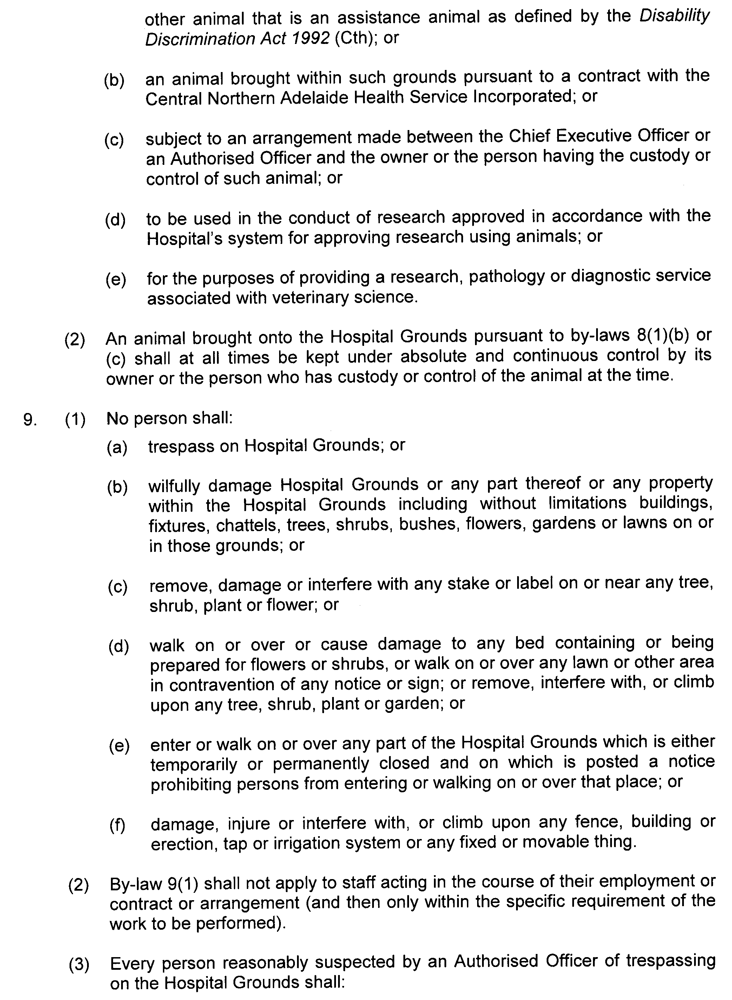 other animal that is an assistance animal as defined by the Disability
Discrimination Act 1992 (Cth); or
(b) an animal brought within such grounds pursuant to a contract with the
Central Northern Adelaide Health Service Incorporated; or
(c) subject to an arrangement made between the Chief Executive Officer or
an Authorised Officer and the owner or the person having the custody or
control of such animal; or
(d) to be used in the conduct of research approved in accordance with the
Hospital's system for approving research using animals; or
(e) for the purposes of providing a research, pathology or diagnostic service
associated with veterinary science.
(2) An animal brought onto the Hospital Grounds pursuant to by-laws 8(1)(b) or
(c) shall at all times be kept under absolute and continuous control by its
owner or the person who has custody or control of the animal at the time.
9. (1) No person shall:
(a) trespass on Hospital Grounds; or
(b) wilfully damage Hospital Grounds or any part thereof or any property
within the Hospital Grounds including without limitations buildings,
fixtures, chattels, trees, shrubs, bushes, flowers, gardens or lawns on or
in those grounds; or
(c) remove, damage or interfere with any stake or label on or near any tree,
shrub, plant or flower; or
(d) walk on or over or cause damage to any bed containing or being
prepared for flowers or shrubs, or walk on or over any lawn or other area
in contravention of any notice or sign; or remove, interfere with, or climb
upon any tree, shrub, plant or garden; or
(e) enter or walk on or over any part of the Hospital Grounds which is either
temporarily or permanently closed and on which is posted a notice
prohibiting persons from entering or walking on or over that place; or
(f) damage, injure or interfere with, or climb upon any fence, building or
erection, tap or irrigation system or any fixed or movable thing.
(2) By-law 9(1) shall not apply to staff acting in the course of their employment or
contract or arrangement (and then only within the specific requirement of the
work to be performed).
(3) Every person reasonably suspected by an Authorised Officer of trespassing
on the Hospital Grounds shall: